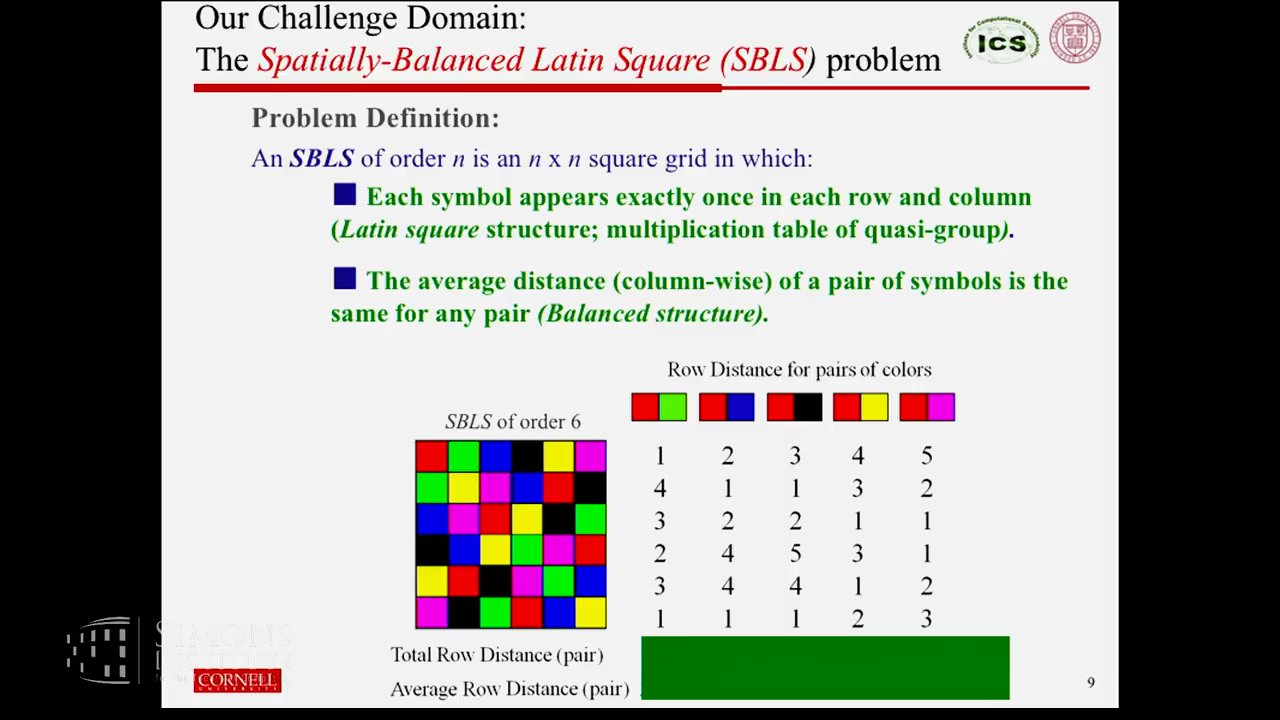 Our Challenge Domain:
The Spatially-Balanced Latin Square (SBLS) problem
ICS
Problem Definition:
An SBLS of order n is an n x n square grid in which:
Each symbol appears exactly once in each row and column
(Latin square structure; multiplication table of quasi-group).
The average distance (column-wise) of a pair of symbols is the
same for any pair (Balanced structure).
Row Distance for pairs of colors
SBLS of order 6
1 2 3 4 5
4 1 1 3 2
3 2 2 1 1
2 4 5 3 1
3 4 4 1 2
1 1 1 2 3
Total Row Distance (pair)
Average Row Distance (pair)
SIMONS
INSTITUTE
CORNELL
UNIVERSITY
9